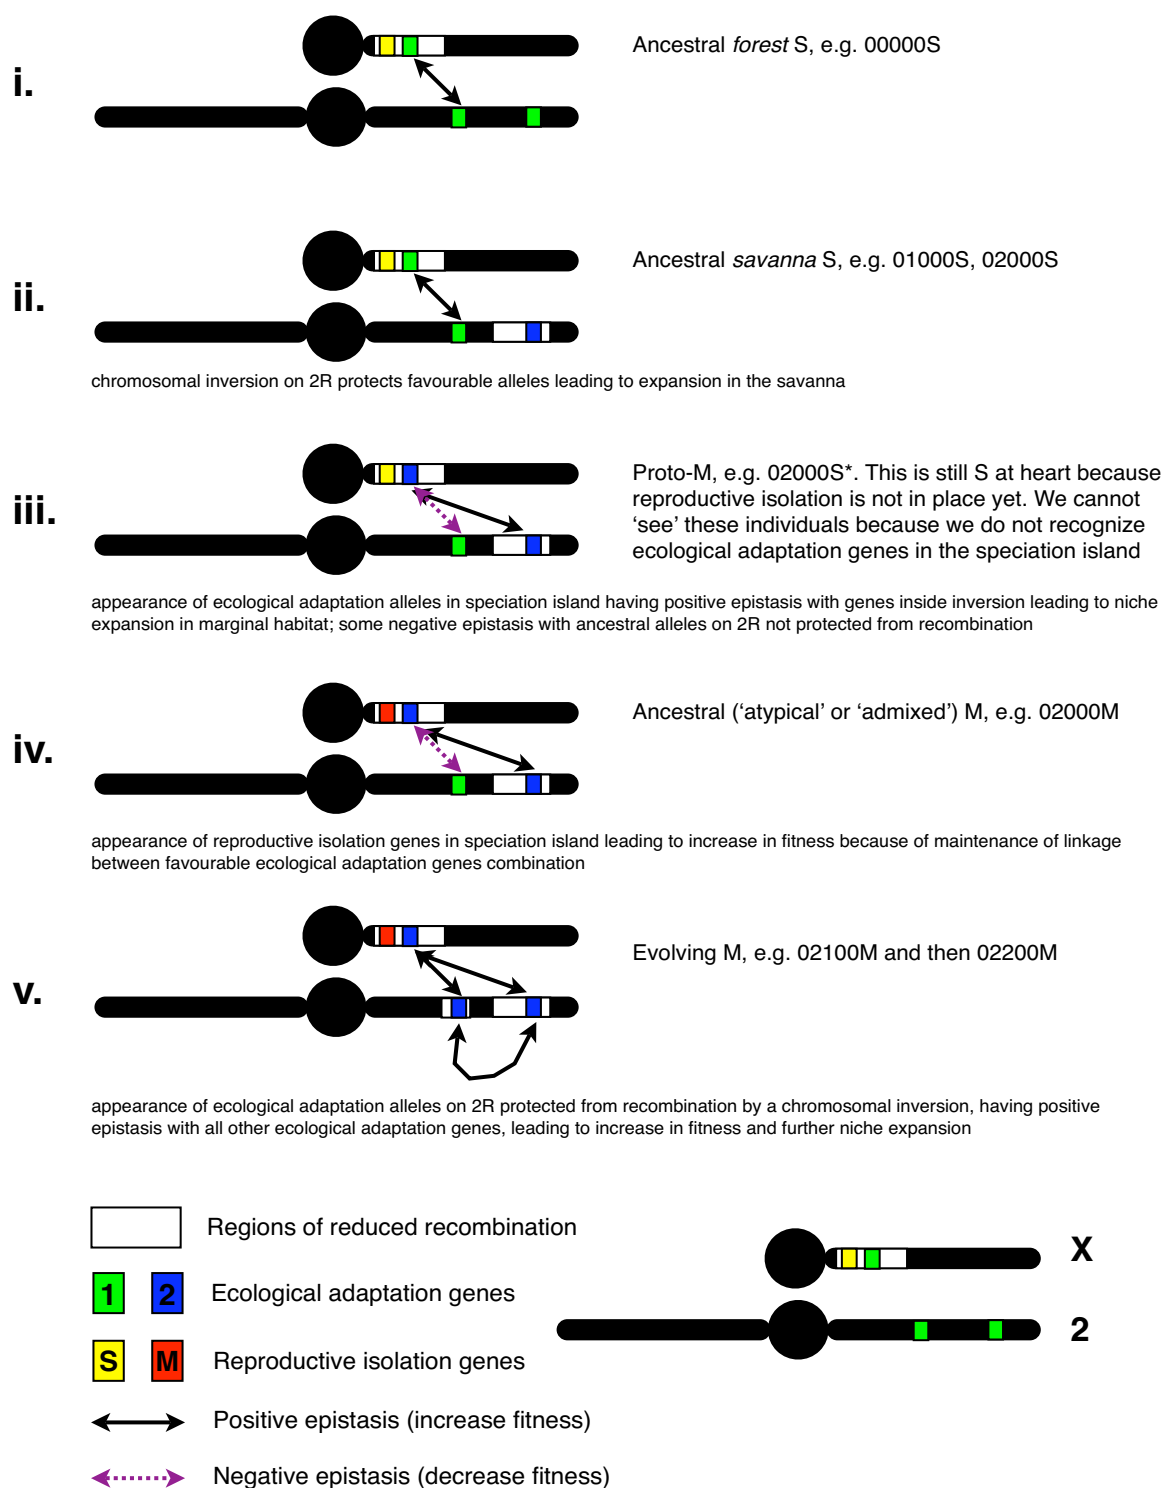 i.
Ancestral forest S, e.g. 00000S
ii.
Ancestral savanna S, e.g. 01000S, 02000S
chromosomal inversion on 2R protects favourable alleles leading to expansion in the savanna
iii.
Proto-M, e.g. 02000S*. This is still S at heart because
reproductive isolation is not in place yet. We cannot
‘see’ these individuals because we do not recognize
ecological adaptation genes in the speciation island
appearance of ecological adaptation alleles in speciation island having positive epistasis with genes inside inversion leading to niche
expansion in marginal habitat; some negative epistasis with ancestral alleles on 2R not protected from recombination
iv.
Ancestral (‘atypical’ or ‘admixed’) M, e.g. 02000M
appearance of reproductive isolation genes in speciation island leading to increase in fitness because of maintenance of linkage
between favourable ecological adaptation genes combination
v.
Evolving M, e.g. 02100M and then 02200M
appearance of ecological adaptation alleles on 2R protected from recombination by a chromosomal inversion, having positive
epistasis with all other ecological adaptation genes, leading to increase in fitness and further niche expansion
Regions of reduced recombination
1 2 Ecological adaptation genes
S M Reproductive isolation genes
Positive epistasis (increase fitness)
Negative epistasis (decrease fitness)
X
2